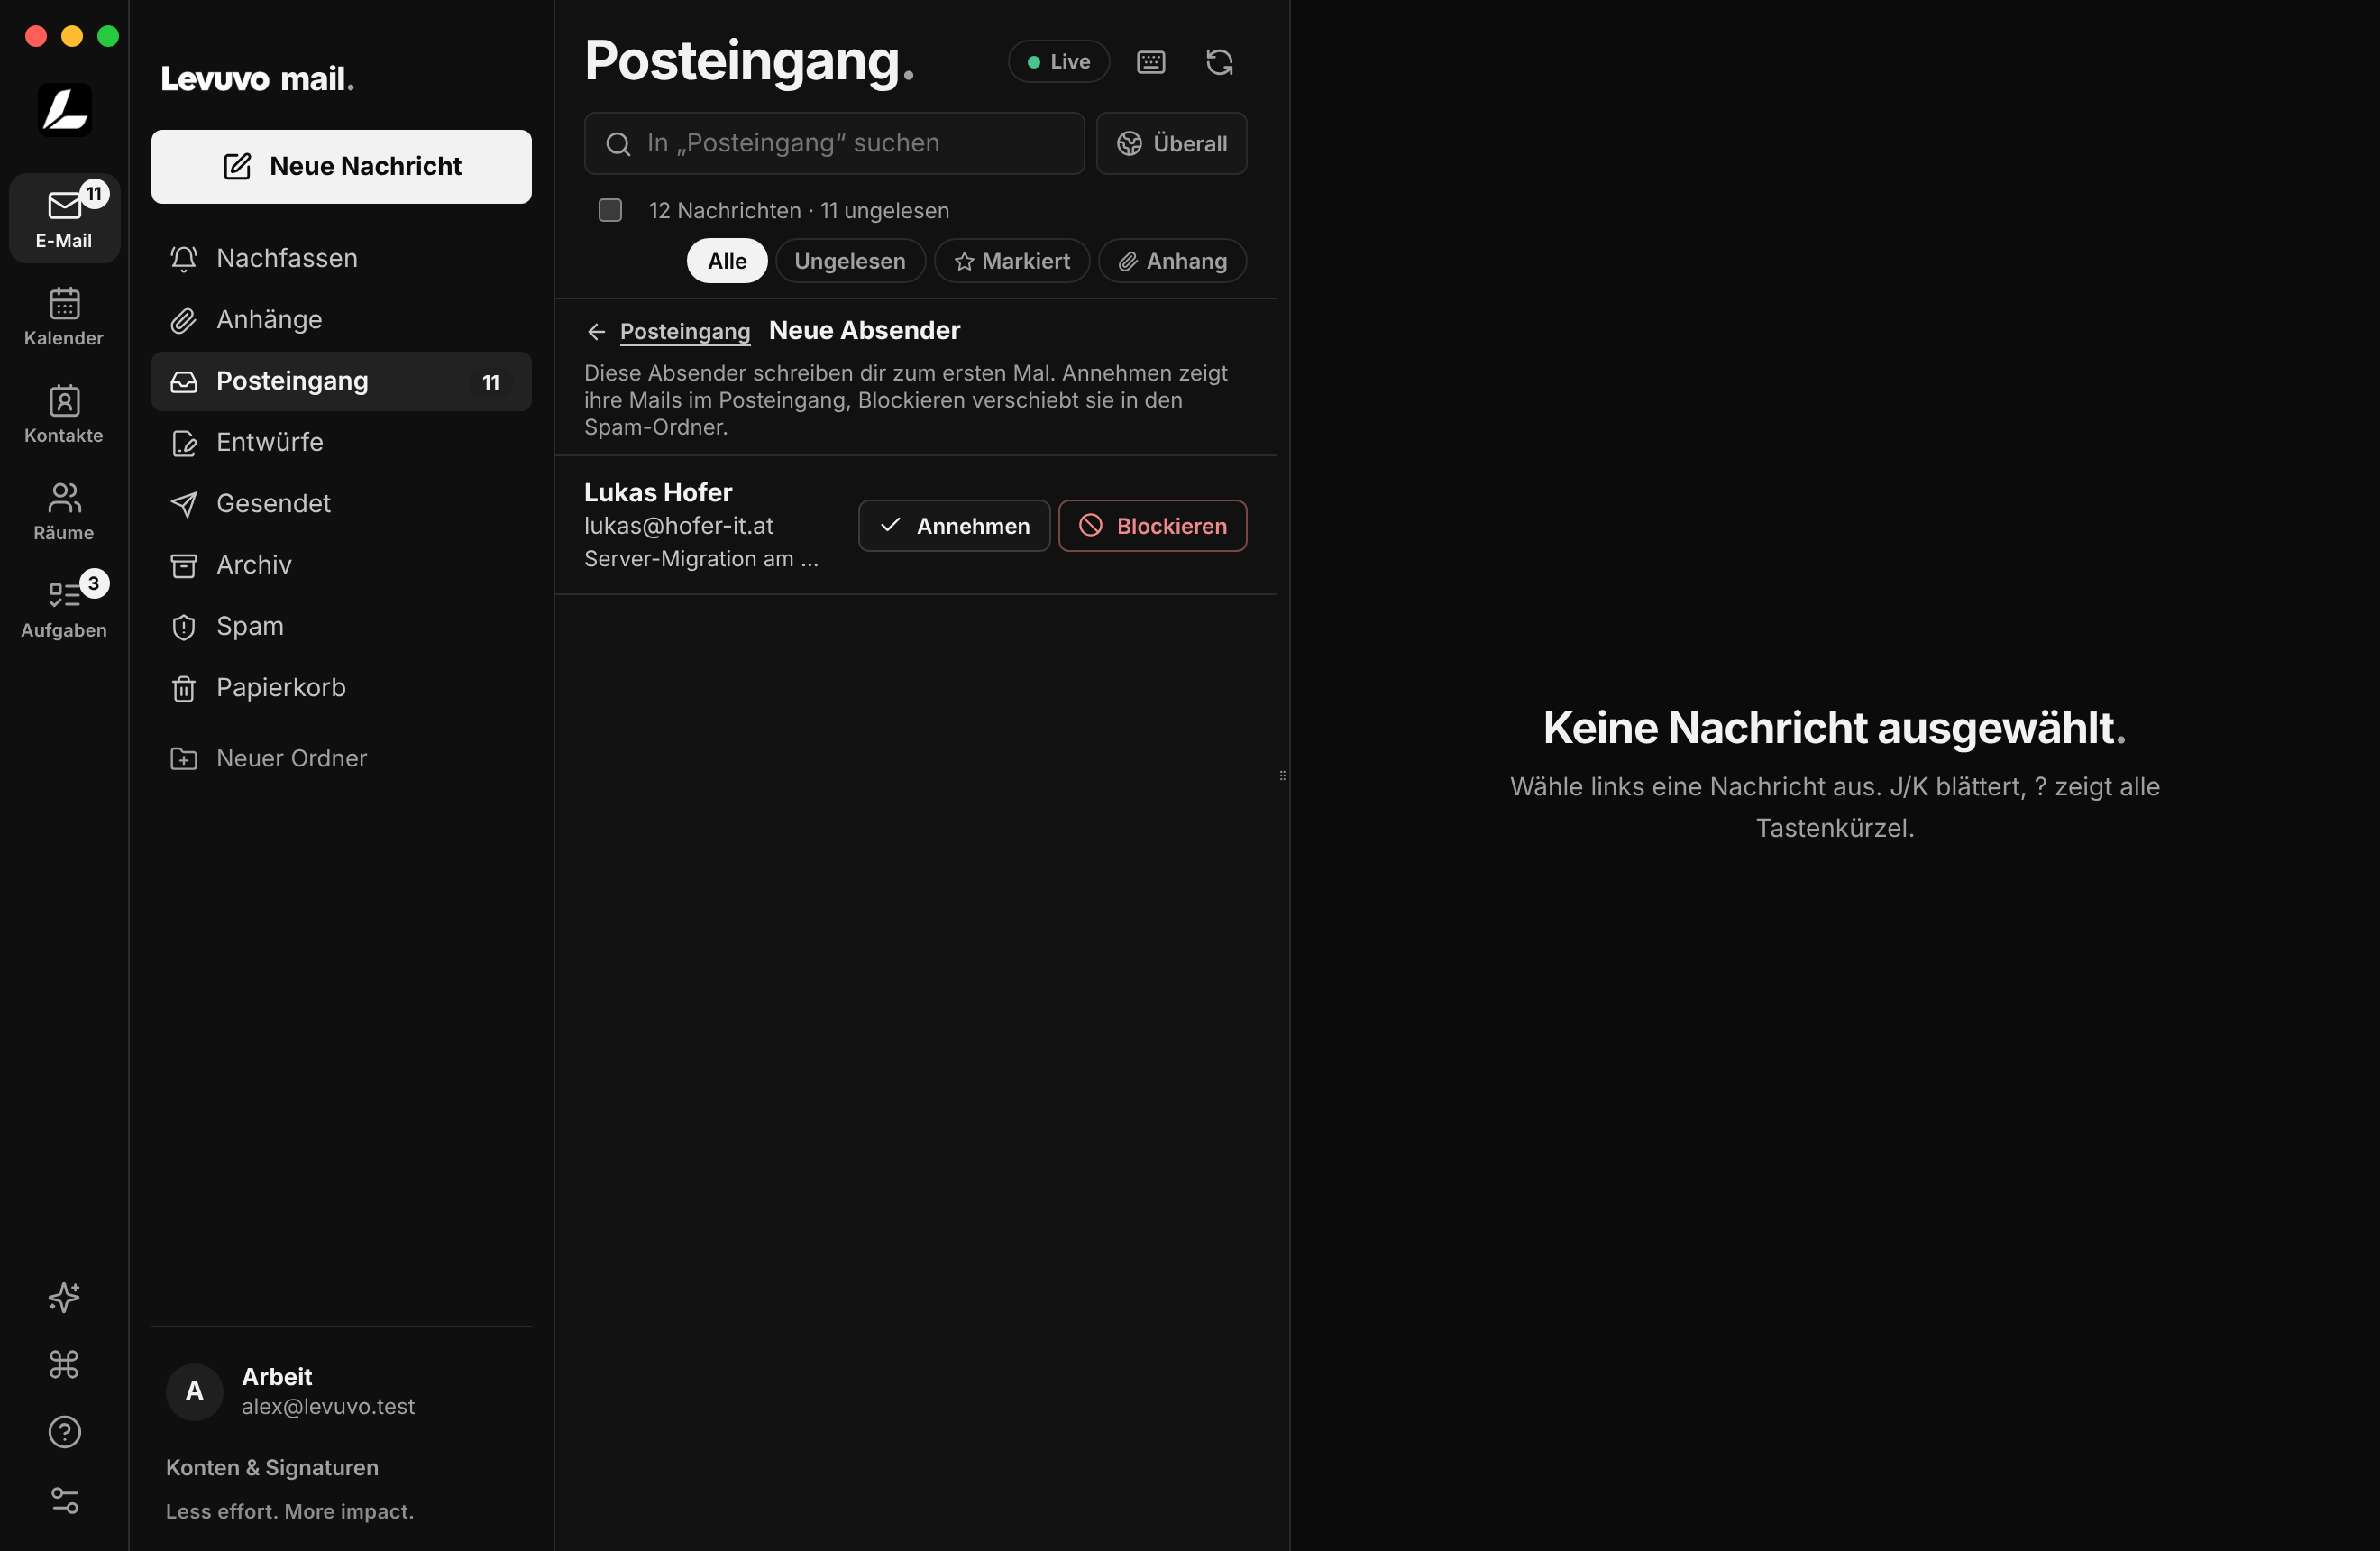 11
E-Mail
Kalender
Kontakte
Räume
3
Aufgaben
Levuvo mail.
Neue Nachricht
Nachfassen
Anhänge
Posteingang 11
Entwürfe
Gesendet
Archiv
Spam
Papierkorb
Neuer Ordner
A
Arbeit
alex@levuvo.test
Konten & Signaturen
Less effort. More impact.
Posteingang.
Live
In „Posteingang“ suchen
Überall
12 Nachrichten · 11 ungelesen
Alle Ungelesen Markiert Anhang
Posteingang Neue Absender
Diese Absender schreiben dir zum ersten Mal. Annehmen zeigt
ihre Mails im Posteingang, Blockieren verschiebt sie in den
Spam-Ordner.
Lukas Hofer
lukas@hofer-it.at
Server-Migration am ...
Annehmen
Blockieren
Keine Nachricht ausgewählt.
Wähle links eine Nachricht aus. J/K blättert, ? zeigt alle
Tastenkürzel.